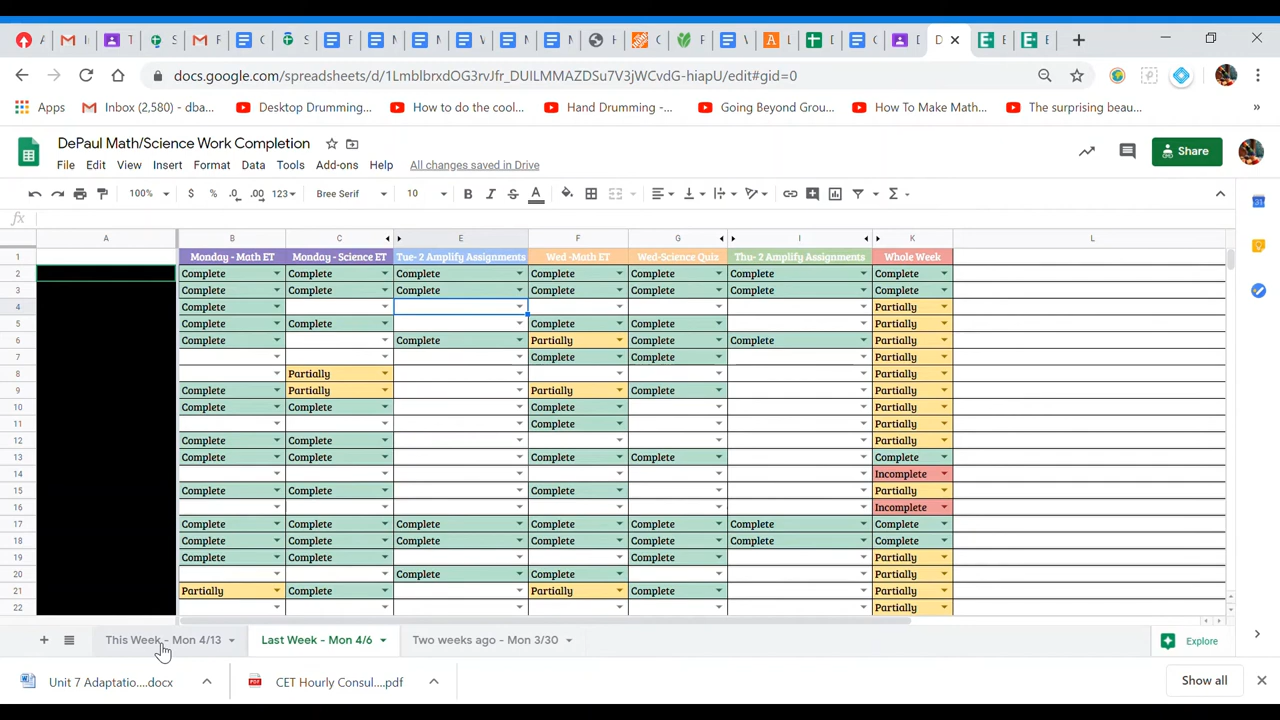 A I T S F C S F M M V M M C F C V A D C D E E
docs.google.com/spreadsheets/d/
Apps Inbox (2,580) - dba... Desktop Drumming... How to do the cool... Hand Drumming -... Going Beyond Grou... How To Make Math... The surprising beau... »
DePaul Math/Science Work Completion
File Edit View Insert Format Data Tools Add-ons Help All changes saved in Drive
Share
100% $ % .0 .00 123 Bree Serif 10 B I S A Σ
fx
A B C E F G I K L
1 Monday - Math ET Monday - Science ET Tue- 2 Amplify Assignments Wed -Math ET Wed-Science Quiz Thu- 2 Amplify Assignments Whole Week
2 Complete Complete Complete Complete Complete Complete Complete
3 Complete Complete Complete Complete Complete Complete Complete
4 Complete Partially
5 Complete Complete Complete Complete Partially
6 Complete Complete Partially Complete Complete Partially
7 Complete Complete Partially
8 Partially Partially
9 Complete Partially Partially Complete Partially
10 Complete Complete Complete Partially
11 Complete Partially
12 Complete Complete Partially
13 Complete Complete Complete Complete Complete
14 Incomplete
15 Complete Complete Complete Partially
16 Incomplete
17 Complete Complete Complete Complete Complete Complete Complete
18 Complete Complete Complete Complete Complete Complete Complete
19 Complete Complete Complete Partially
20 Complete Complete Partially
21 Partially Complete Partially Complete Partially
22 Partially
This Week - Mon 4/13 Last Week - Mon 4/6 Two weeks ago - Mon 3/30 Explore
Unit 7 Adaptatio....docx CET Hourly Consul....pdf Show all